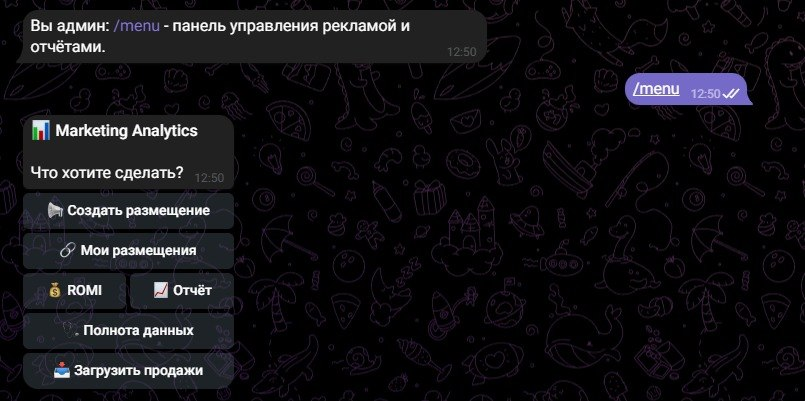 Вы админ: /menu - панель управления рекламой и
отчётами.
12:50
/menu 12:50
Marketing Analytics
Что хотите сделать? 12:50
Создать размещение
Мои размещения
ROMI
Отчёт
Полнота данных
Загрузить продажи